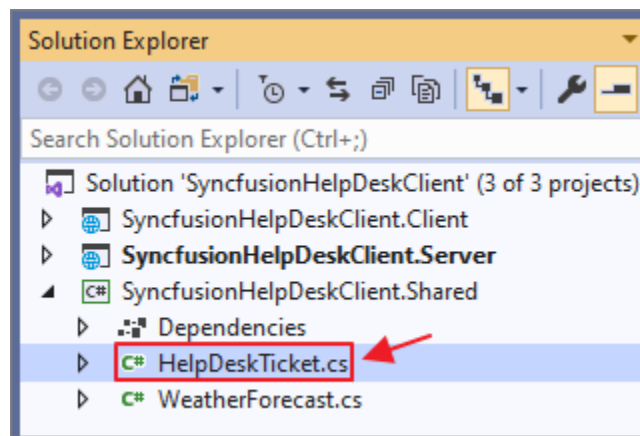 Solution Explorer
Search Solution Explorer (Ctrl+;)
Solution 'SyncfusionHelpDeskClient' (3 of 3 projects)
SyncfusionHelpDeskClient.Client
SyncfusionHelpDeskClient.Server
C# SyncfusionHelpDeskClient.Shared
Dependencies
C# HelpDeskTicket.cs
C# WeatherForecast.cs